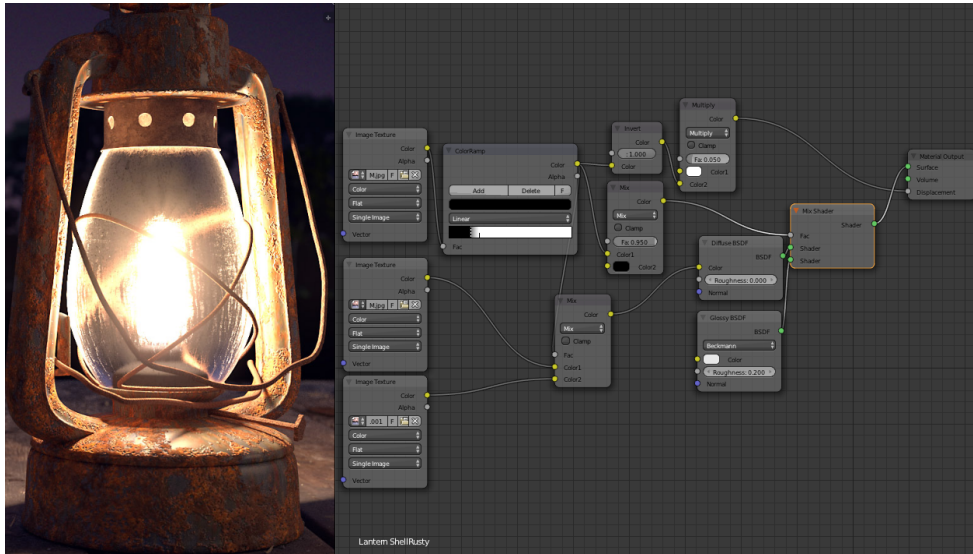 Image Texture
Color
Alpha
M.jpg F
Color
Flat
Single Image
Vector
Image Texture
Color
Alpha
M.jpg F
Color
Flat
Single Image
Vector
Image Texture
Color
Alpha
.001 F
Color
Flat
Single Image
Vector
ColorRamp
Color
Alpha
Add Delete F
Linear
Fac
Mix
Color
Mix
Clamp
Fac
Color1
Color2
Invert
Color
1.000
Color
Mix
Color
Mix
Clamp
Fa: 0.950
Color1
Color2
Multiply
Color
Multiply
Clamp
Fa: 0.050
Color1
Color2
Diffuse BSDF
BSDF
Color
Roughness: 0.000
Normal
Glossy BSDF
BSDF
Beckmann
Color
Roughness: 0.200
Normal
Mix Shader
Shader
Fac
Shader
Shader
Material Output
Surface
Volume
Displacement
Lantern ShellRusty